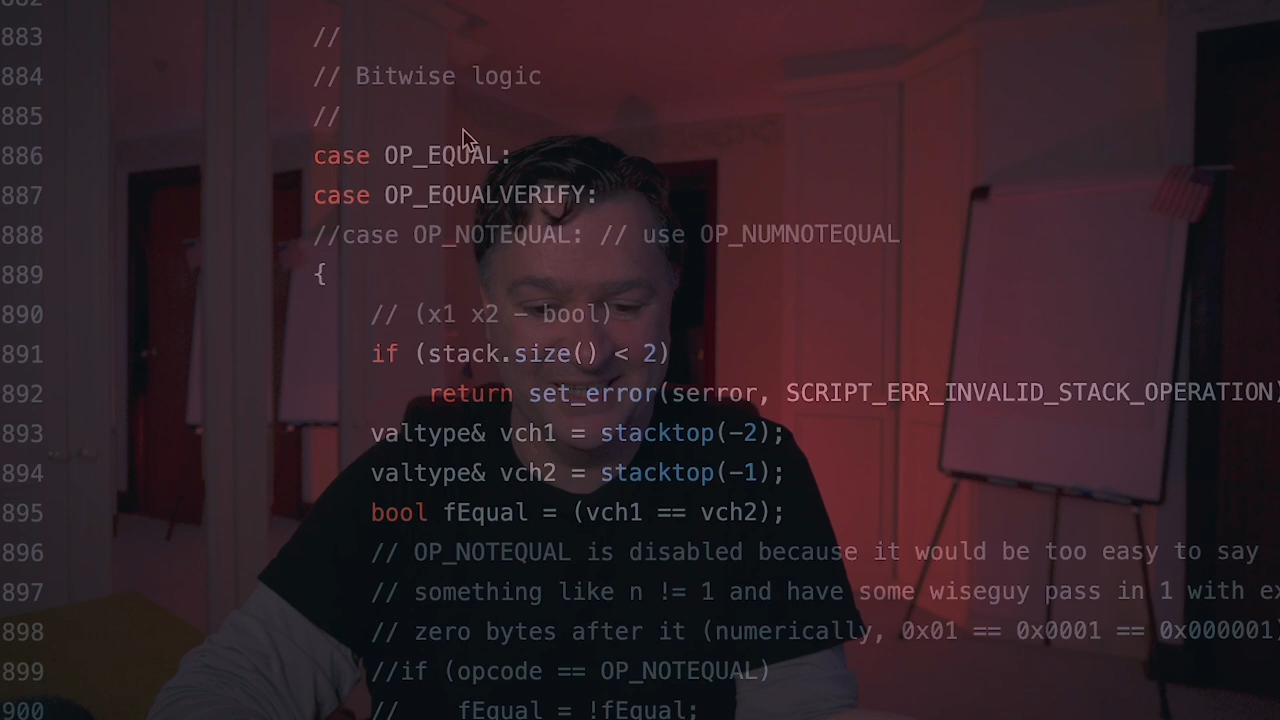 882
883 //
884 // Bitwise logic
885 //
886 case OP_EQUAL:
887 case OP_EQUALVERIFY:
888 //case OP_NOTEQUAL: // use OP_NUMNOTEQUAL
889 {
890 // (x1 x2 - bool)
891 if (stack.size() < 2)
892 return set_error(serror, SCRIPT_ERR_INVALID_STACK_OPERATION)
893 valtype& vch1 = stacktop(-2);
894 valtype& vch2 = stacktop(-1);
895 bool fEqual = (vch1 == vch2);
896 // OP_NOTEQUAL is disabled because it would be too easy to say
897 // something like n != 1 and have some wiseguy pass in 1 with
898 // zero bytes after it (numerically, 0x01 == 0x0001 == 0x000001)
899 //if (opcode == OP_NOTEQUAL)
900 // fEqual = !fEqual;